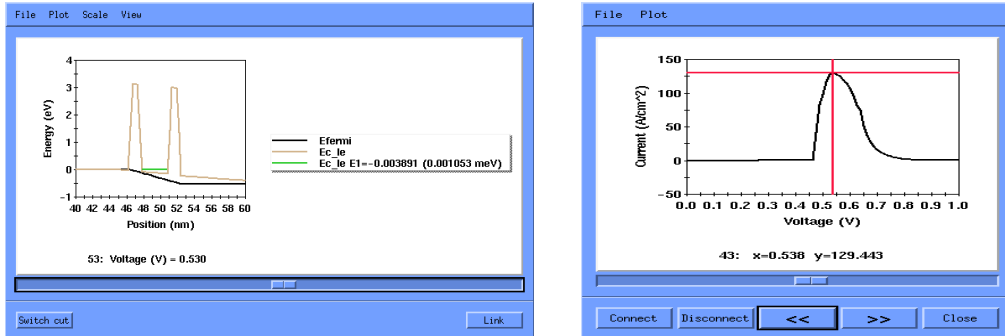 File Plot Scale View
4
3
2
1
0
-1
Energy (eV)
40 42 44 46 48 50 52 54 56 58 60
Position (nm)
Efermi
Ec_le
Ec_le E1=-0.003891 (0.001053 meV)
53: Voltage (V) = 0.530
Switch cut
Link
File Plot
150
100
50
0
-50
Current (A/cm^2)
0.0 0.1 0.2 0.3 0.4 0.5 0.6 0.7 0.8 0.9 1.0
Voltage (V)
43: x=0.538 y=129.443
Connect
Disconnect
<<
>>
Close